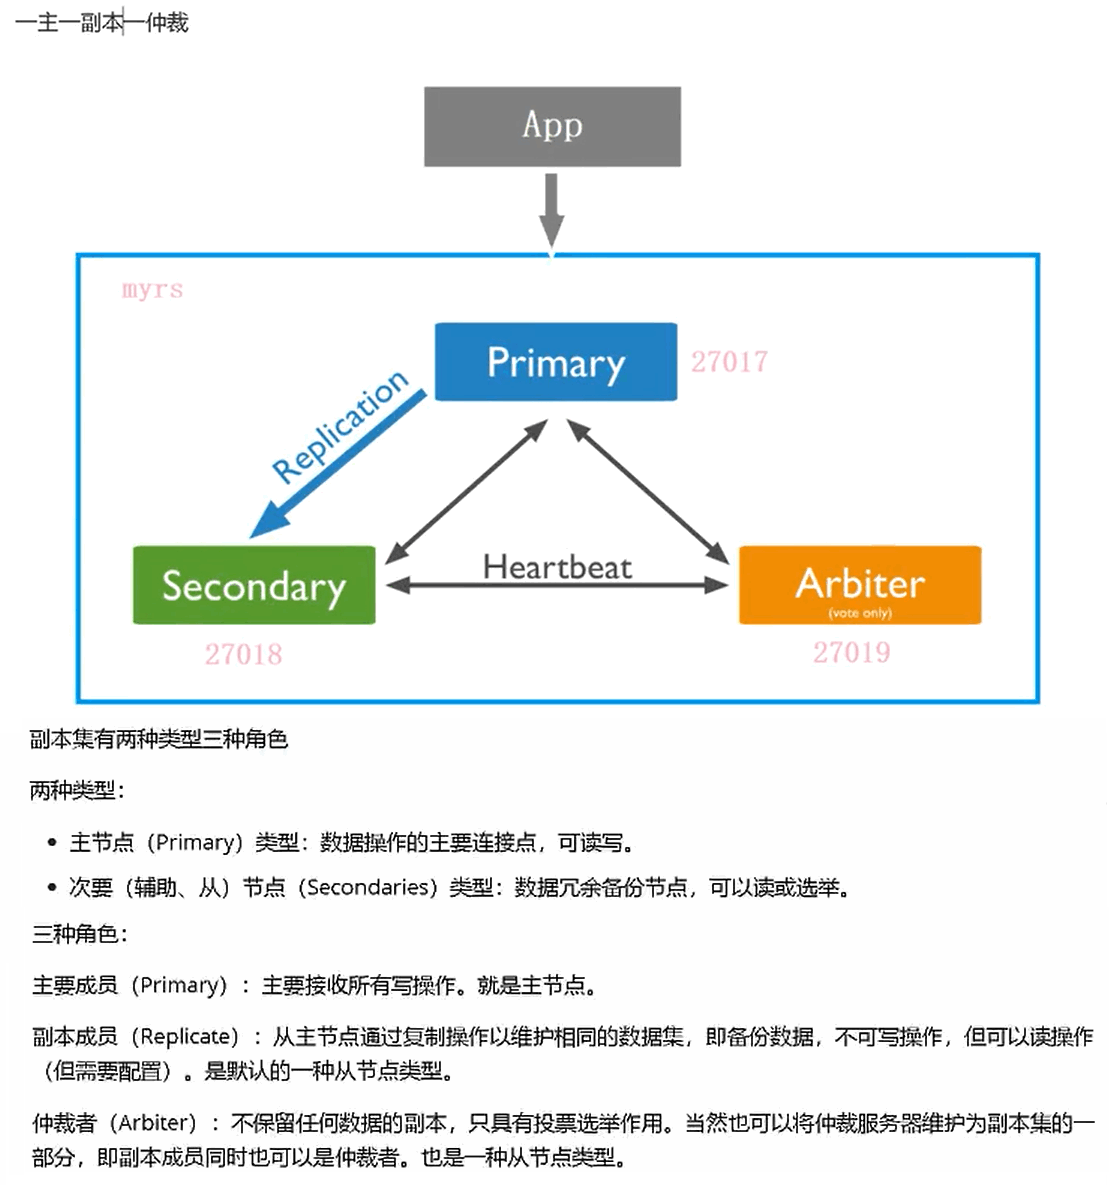 一主一副本一仲裁
App
myrs
Primary
27017
Replication
Heartbeat
Secondary
27018
Arbiter
(vote only)
27019
副本集有两种类型三种角色
两种类型：
• 主节点（Primary）类型：数据操作的主要连接点，可读写。
• 次要（辅助、从）节点（Secondaries）类型：数据冗余备份节点，可以读或选举。
三种角色：
主要成员（Primary）：主要接收所有写操作。就是主节点。
副本成员（Replicate）：从主节点通过复制操作以维护相同的数据集，即备份数据，不可写操作，但可以读操作
（但需要配置）。是默认的一种从节点类型。
仲裁者（Arbiter）：不保留任何数据的副本，只具有投票选举作用。当然也可以将仲裁服务器维护为副本集的一
部分，即副本成员同时也可以是仲裁者。也是一种从节点类型。